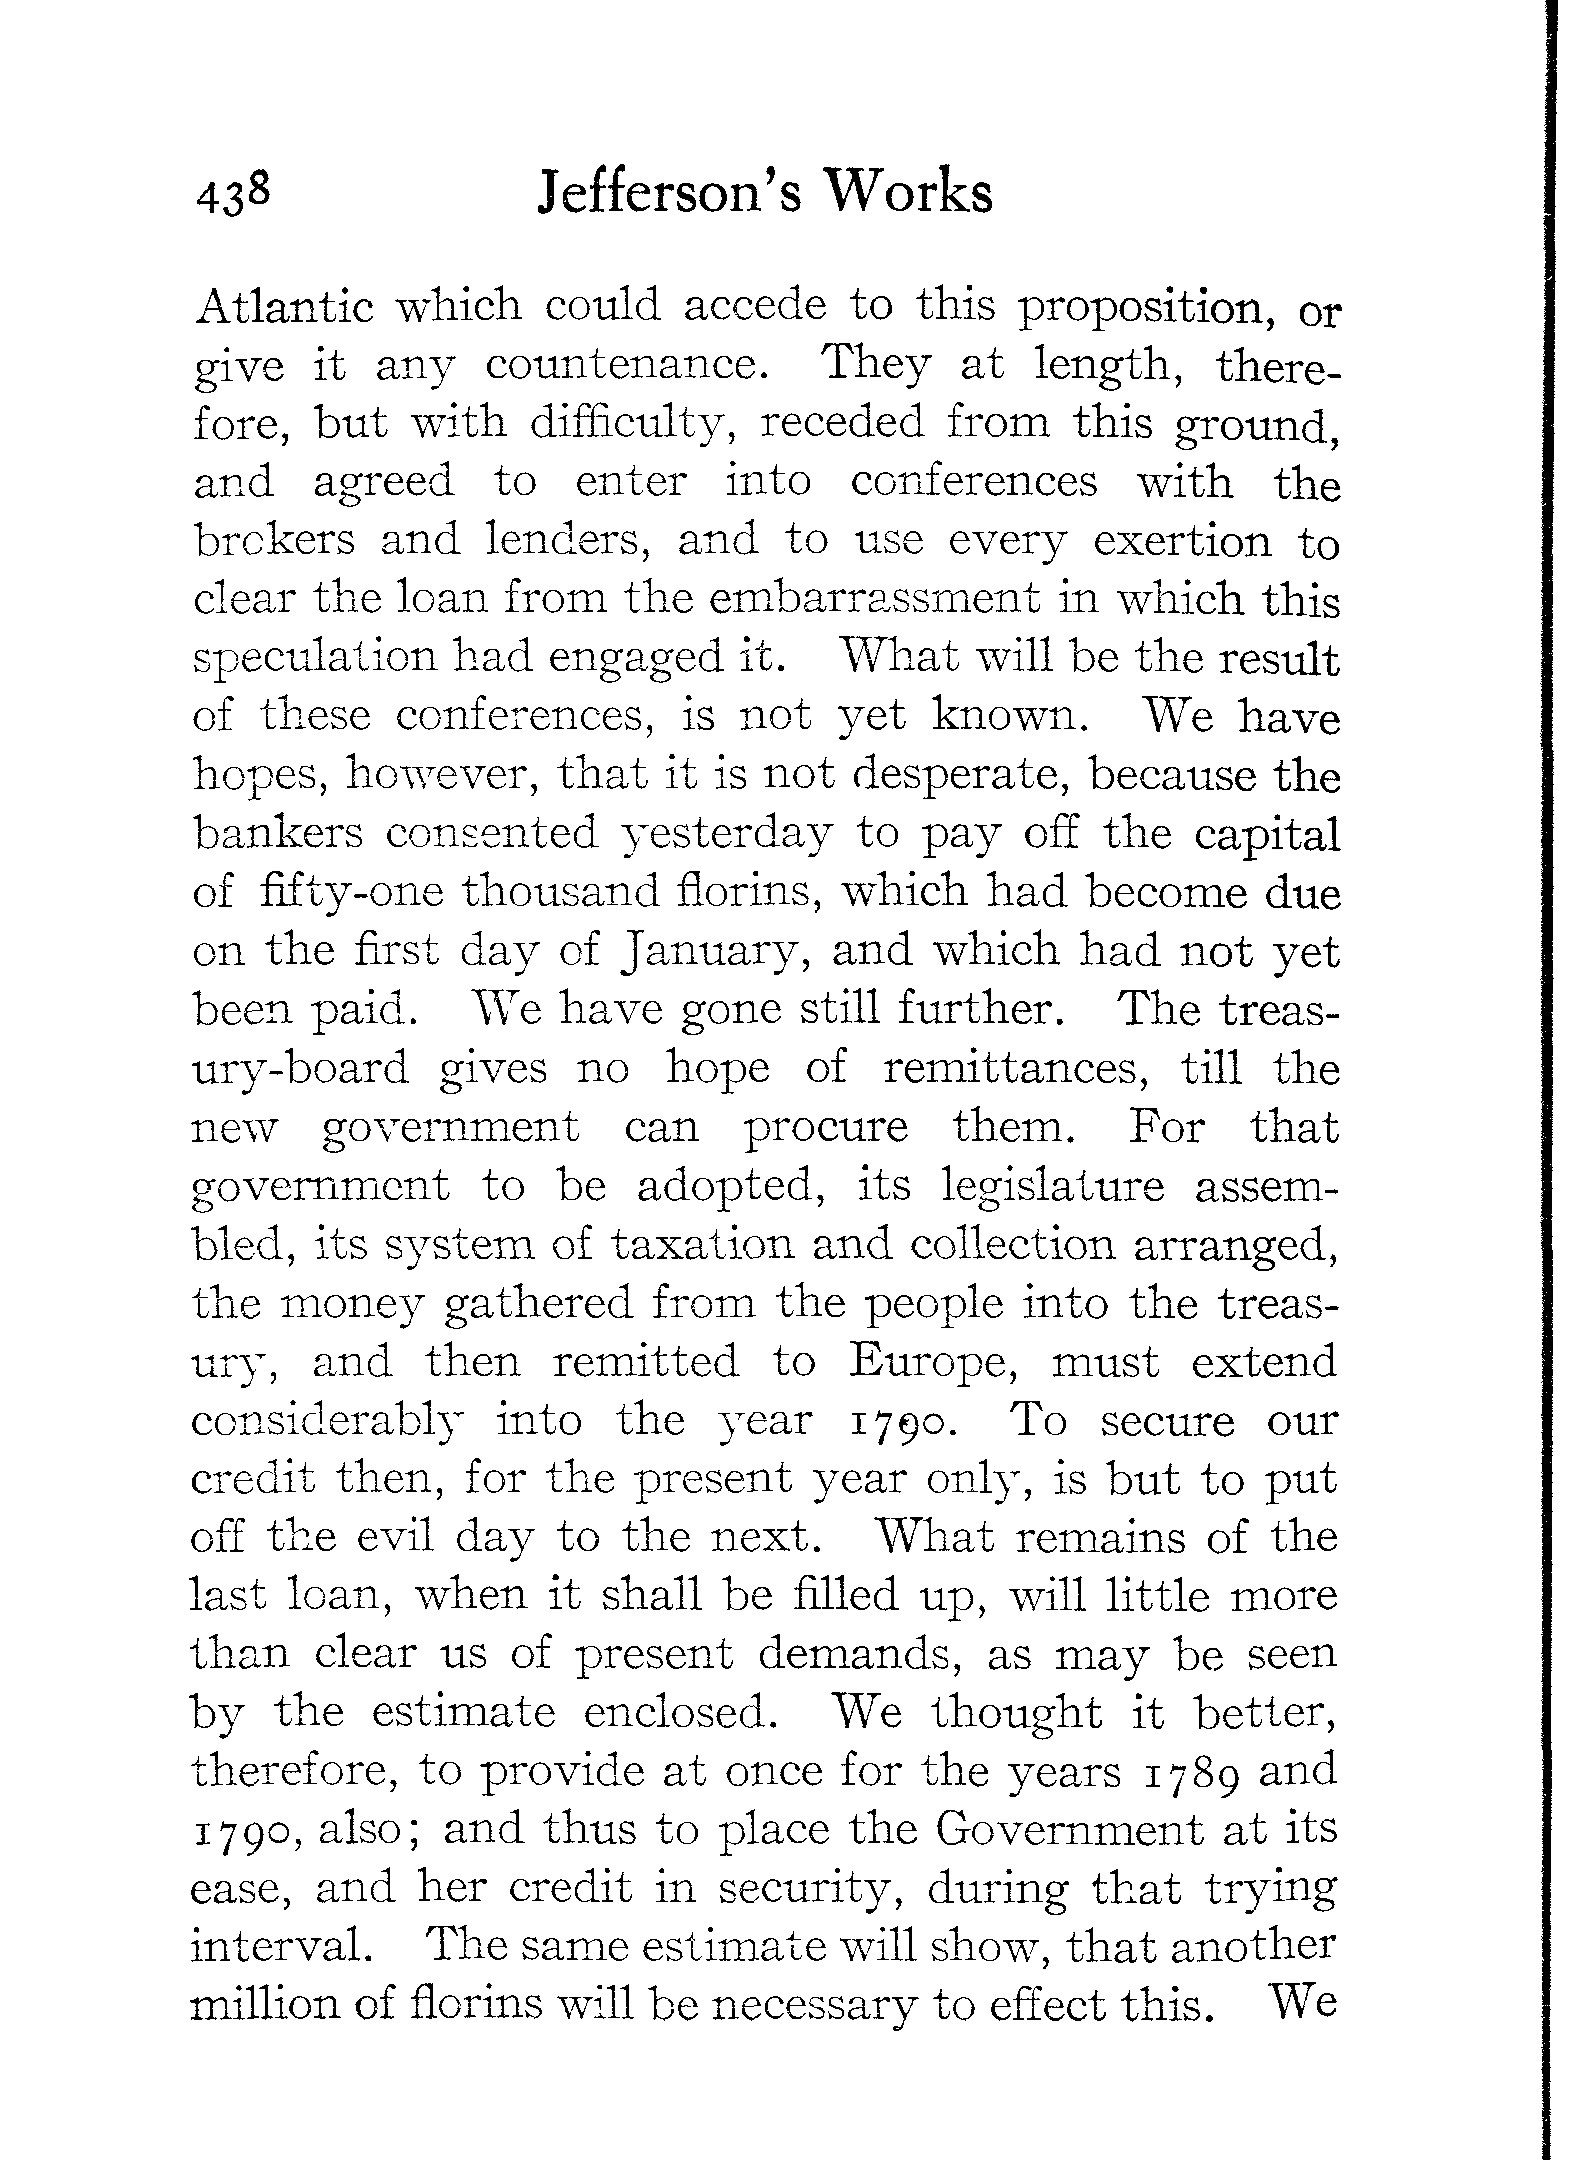 438 Jefferson's Works
Atlantic which could accede to this proposition, or
give it any countenance. They at length, there-
fore, but with difficulty, receded from this ground,
and agreed to enter into conferences with the
brokers and lenders, and to use every exertion to
clear the loan from the embarrassment in which this
speculation had engaged it. What will be the result
of these conferences, is not yet known. We have
hopes, however, that it is not desperate, because the
bankers consented yesterday to pay off the capital
of fifty-one thousand florins, which had become due
on the first day of January, and which had not yet
been paid. We have gone still further. The treas-
ury-board gives no hope of remittances, till the
new government can procure them. For that
government to be adopted, its legislature assem-
bled, its system of taxation and collection arranged,
the money gathered from the people into the treas-
ury, and then remitted to Europe, must extend
considerably into the year 1790. To secure our
credit then, for the present year only, is but to put
off the evil day to the next. What remains of the
last loan, when it shall be filled up, will little more
than clear us of present demands, as may be seen
by the estimate enclosed. We thought it better,
therefore, to provide at once for the years 1789 and
1790, also; and thus to place the Government at its
ease, and her credit in security, during that trying
interval. The same estimate will show, that another
million of florins will be necessary to effect this. We